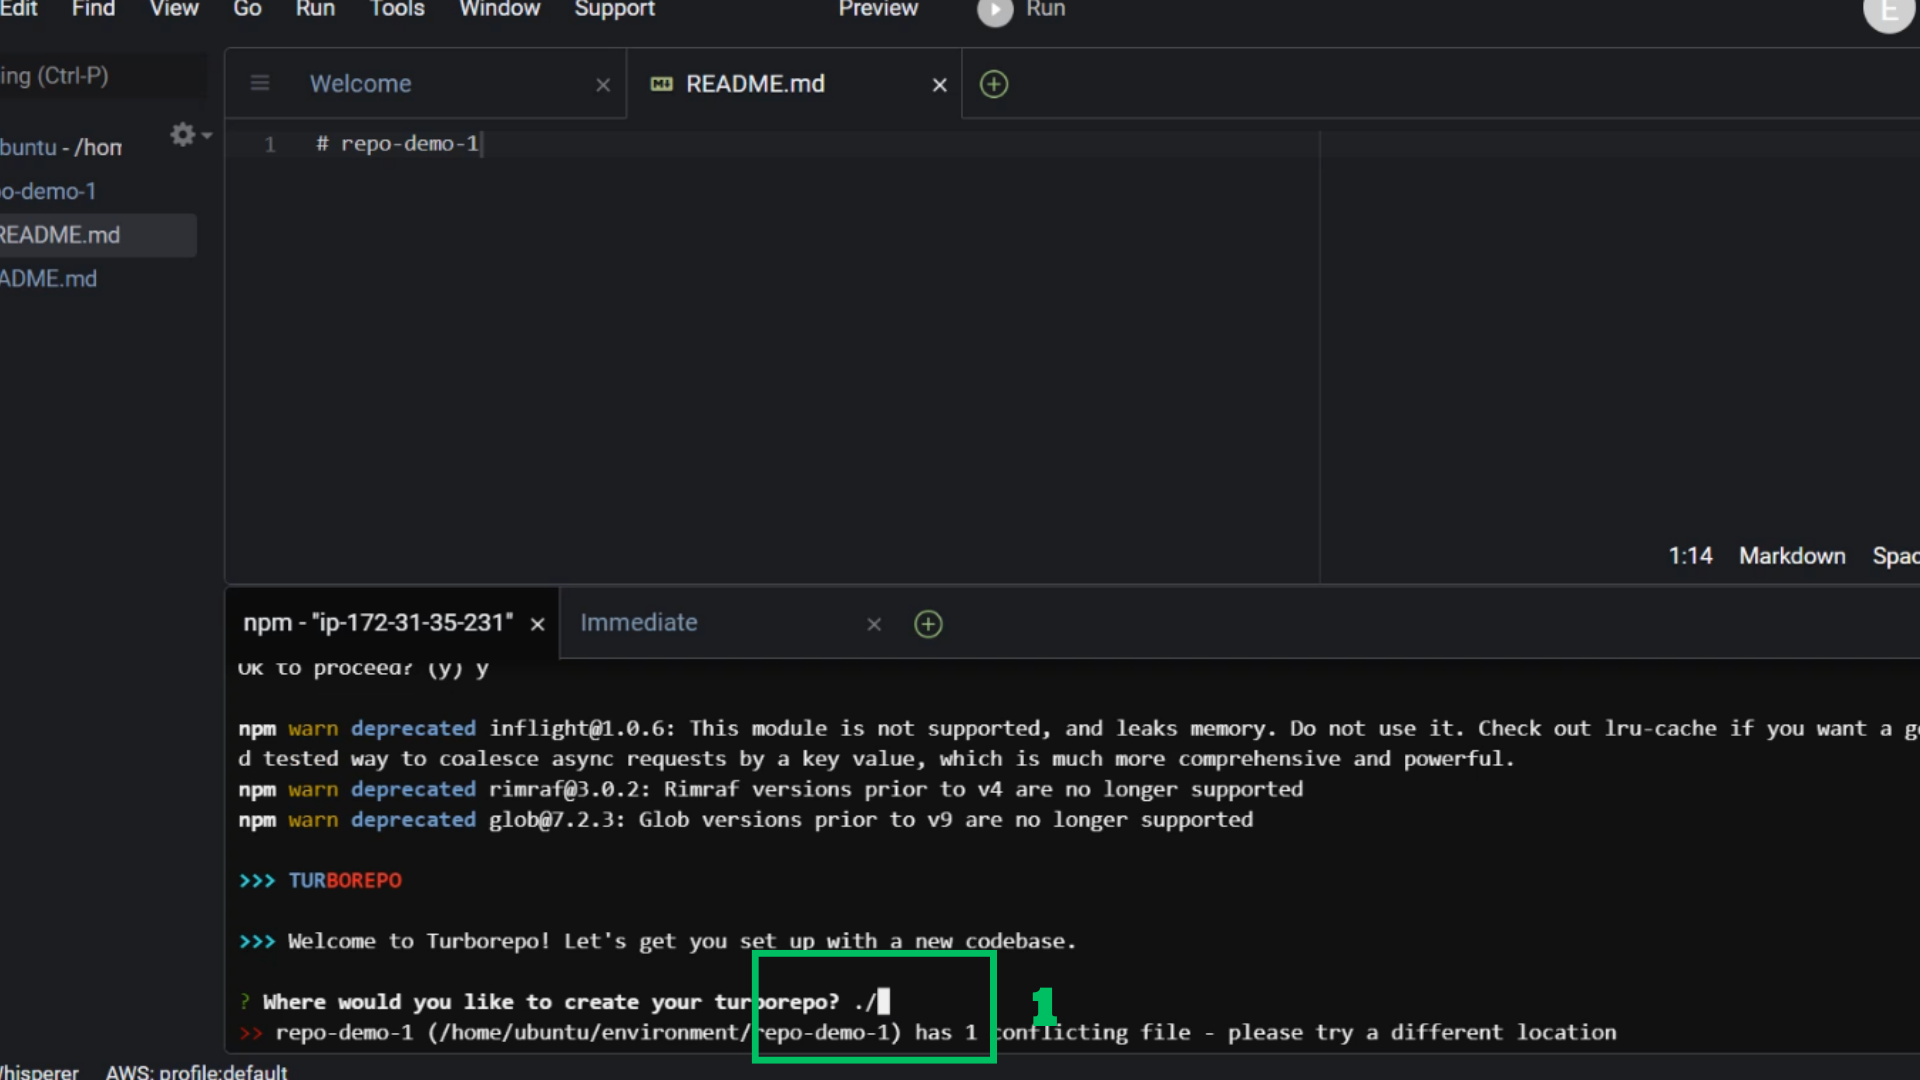 Edit Find View Go Run Tools Window Support Preview Run E
ing (Ctrl-P)
Welcome README.md
buntu - /hom
1 # repo-demo-1
o-demo-1
README.md
ADME.md
1:14 Markdown Spac
npm - "ip-172-31-35-231" Immediate
Ok to proceed? (y) y
npm warn deprecated inflight@1.0.6: This module is not supported, and leaks memory. Do not use it. Check out lru-cache if you want a go
d tested way to coalesce async requests by a key value, which is much more comprehensive and powerful.
npm warn deprecated rimraf@3.0.2: Rimraf versions prior to v4 are no longer supported
npm warn deprecated glob@7.2.3: Glob versions prior to v9 are no longer supported
>>> TURBOREPO
>>> Welcome to Turborepo! Let's get you set up with a new codebase.
? Where would you like to create your turborepo? ./
1
>> repo-demo-1 (/home/ubuntu/environment/repo-demo-1) has 1 conflicting file - please try a different location
Whisperer AWS: profile:default